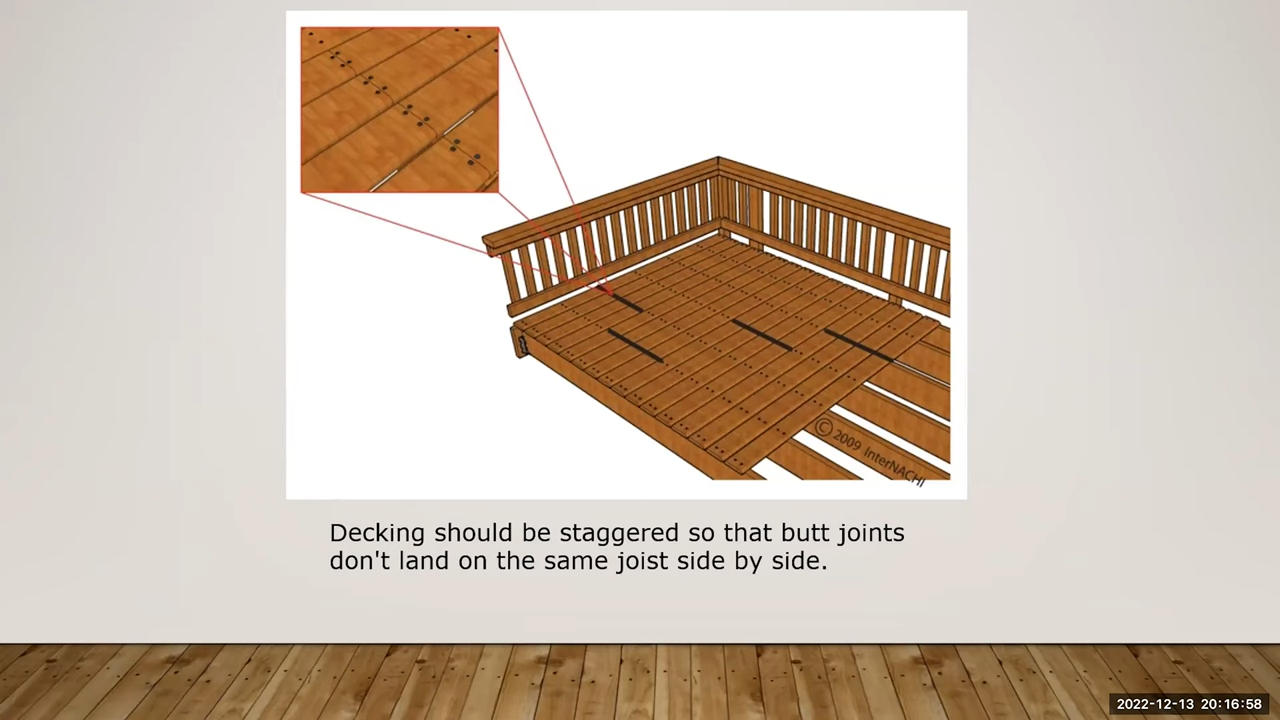 © 2009 InterNACHI
Decking should be staggered so that butt joints
don't land on the same joist side by side.
2022-12-13 20:16:58